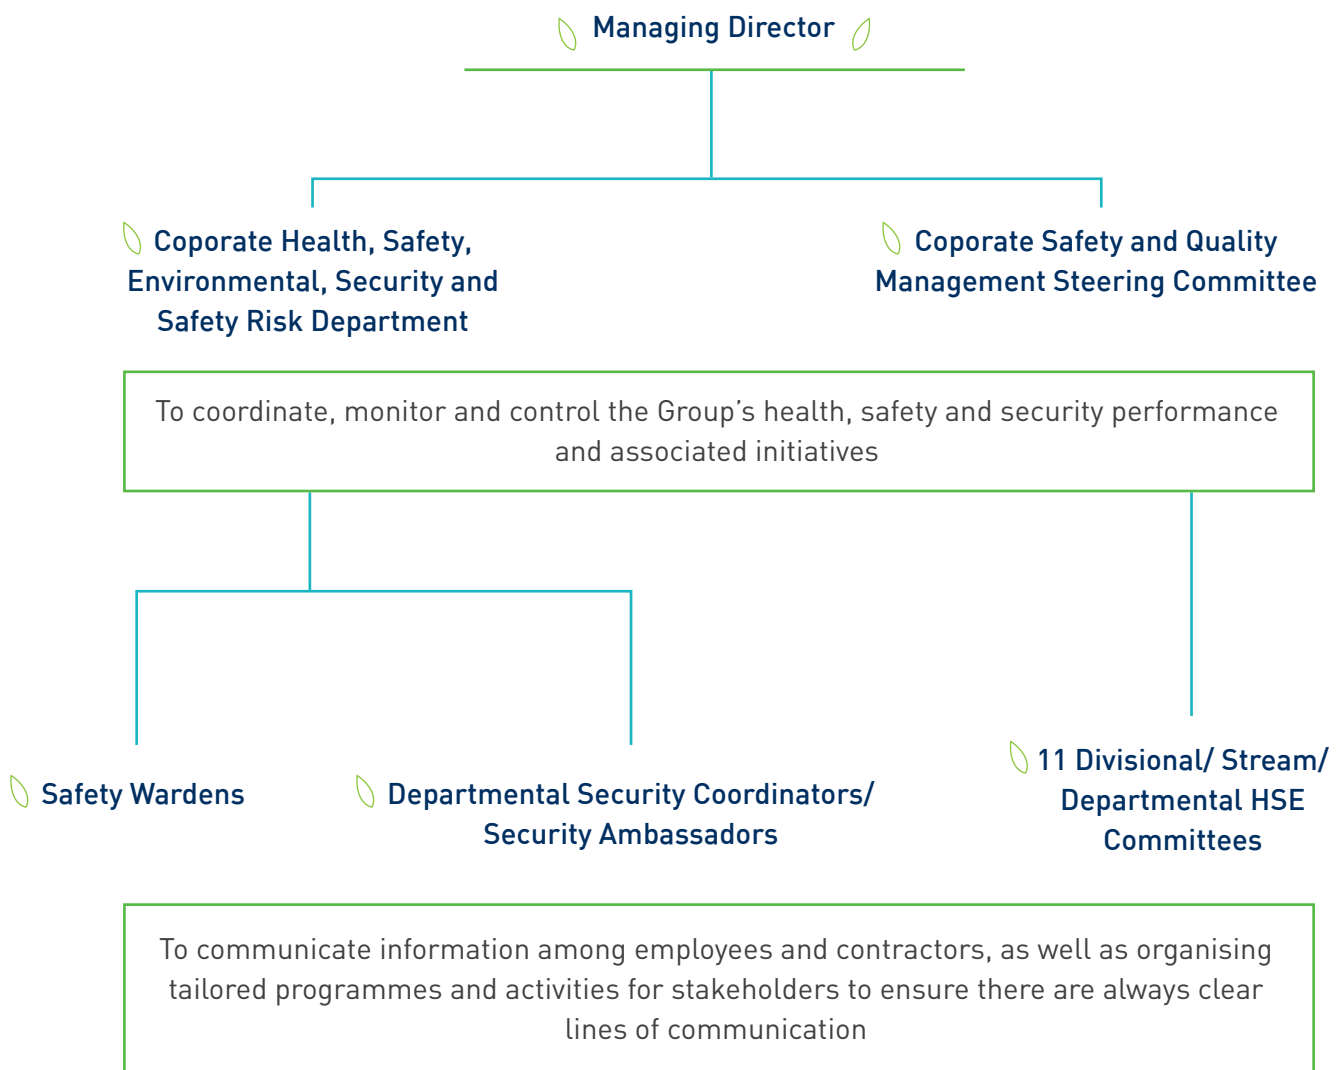 Managing Director
Coporate Health, Safety,
Environmental, Security and
Safety Risk Department
Coporate Safety and Quality
Management Steering Committee
To coordinate, monitor and control the Group’s health, safety and security performance
and associated initiatives
Safety Wardens
Departmental Security Coordinators/
Security Ambassadors
11 Divisional/ Stream/
Departmental HSE
Committees
To communicate information among employees and contractors, as well as organising
tailored programmes and activities for stakeholders to ensure there are always clear
lines of communication